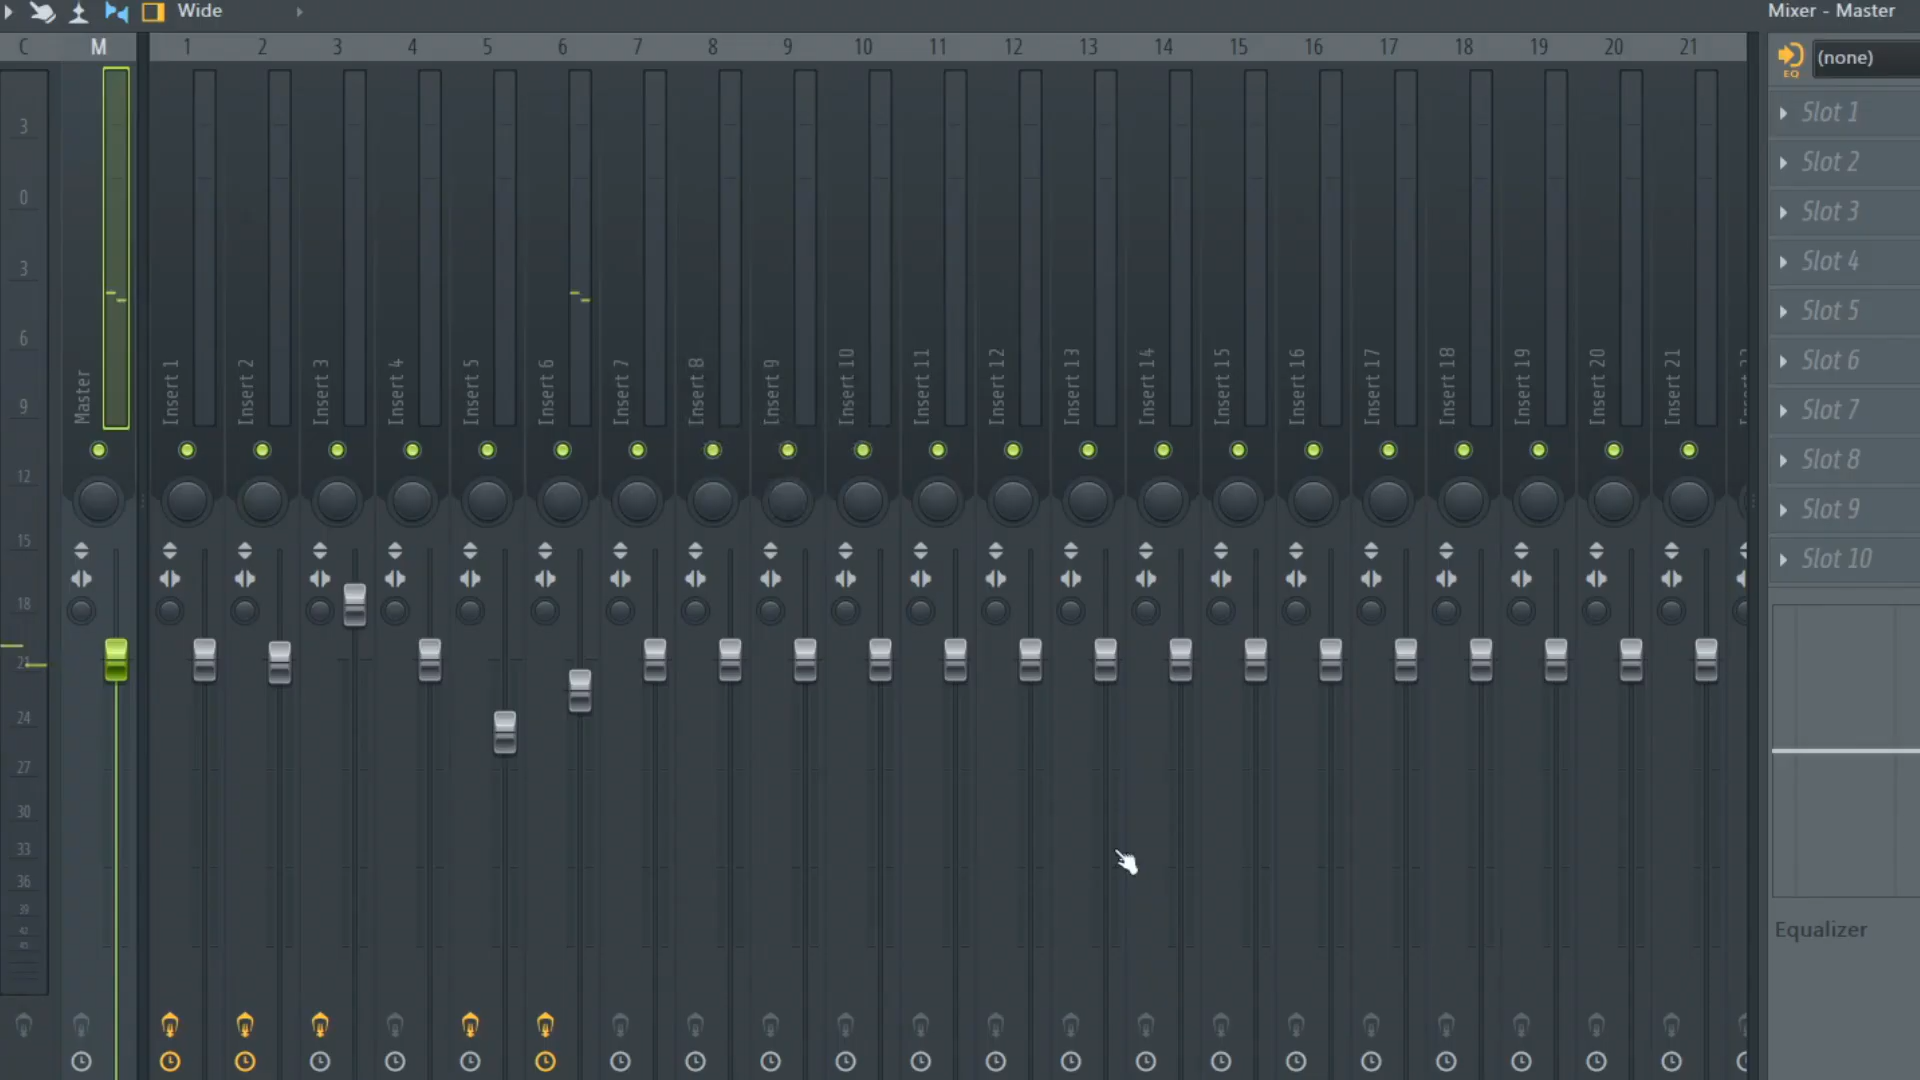 Wide
Mixer - Master
C M 1 2 3 4 5 6 7 8 9 10 11 12 13 14 15 16 17 18 19 20 21
EQ
(none)
Slot 1
Slot 2
Slot 3
Slot 4
Slot 5
Slot 6
Slot 7
Slot 8
Slot 9
Slot 10
3
0
3
6
9
12
15
18
21
24
27
30
33
36
39
42
Master
Insert 1
Insert 2
Insert 3
Insert 4
Insert 5
Insert 6
Insert 7
Insert 8
Insert 9
Insert 10
Insert 11
Insert 12
Insert 13
Insert 14
Insert 15
Insert 16
Insert 17
Insert 18
Insert 19
Insert 20
Insert 21
Equalizer